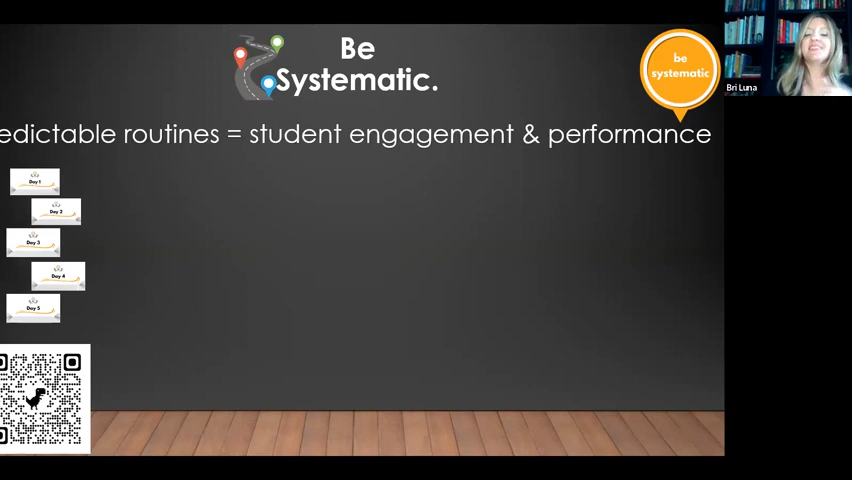 Be
Systematic.
be
systematic
Bri Luna
edictable routines = student engagement & performance
Day 1
Day 2
Day 3
Day 4
Day 5